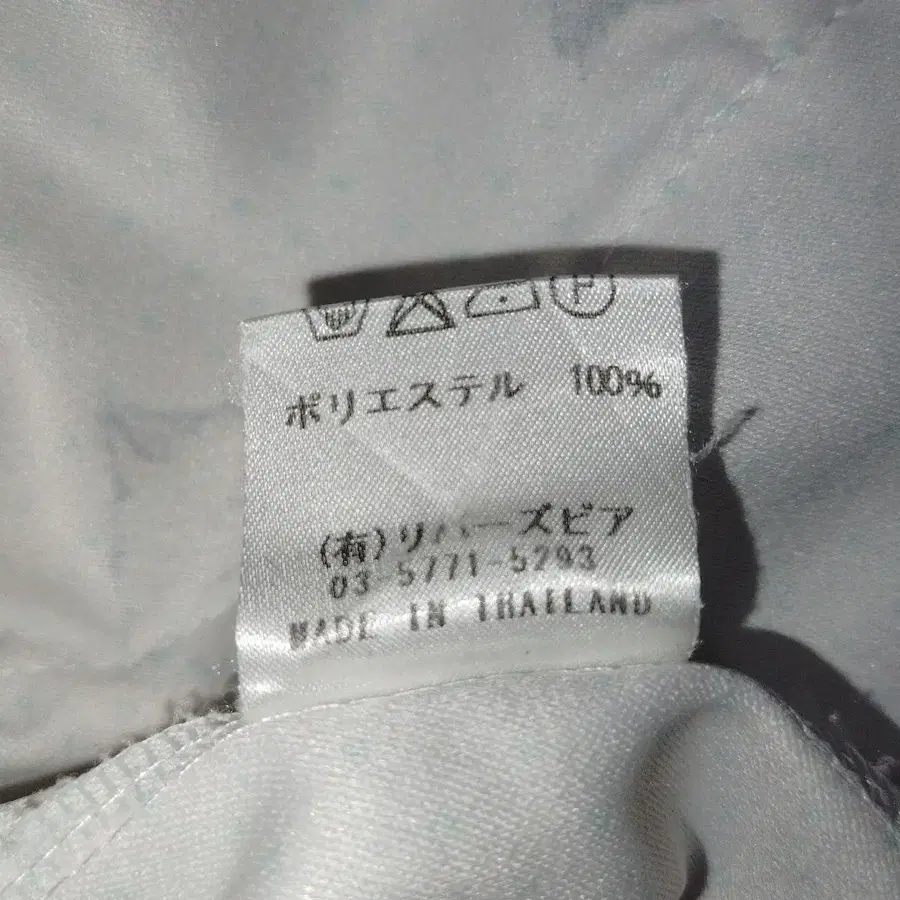 P
ポリエステル 100%
(有)リバーズビア
03-5771-5293
MADE IN THAILAND